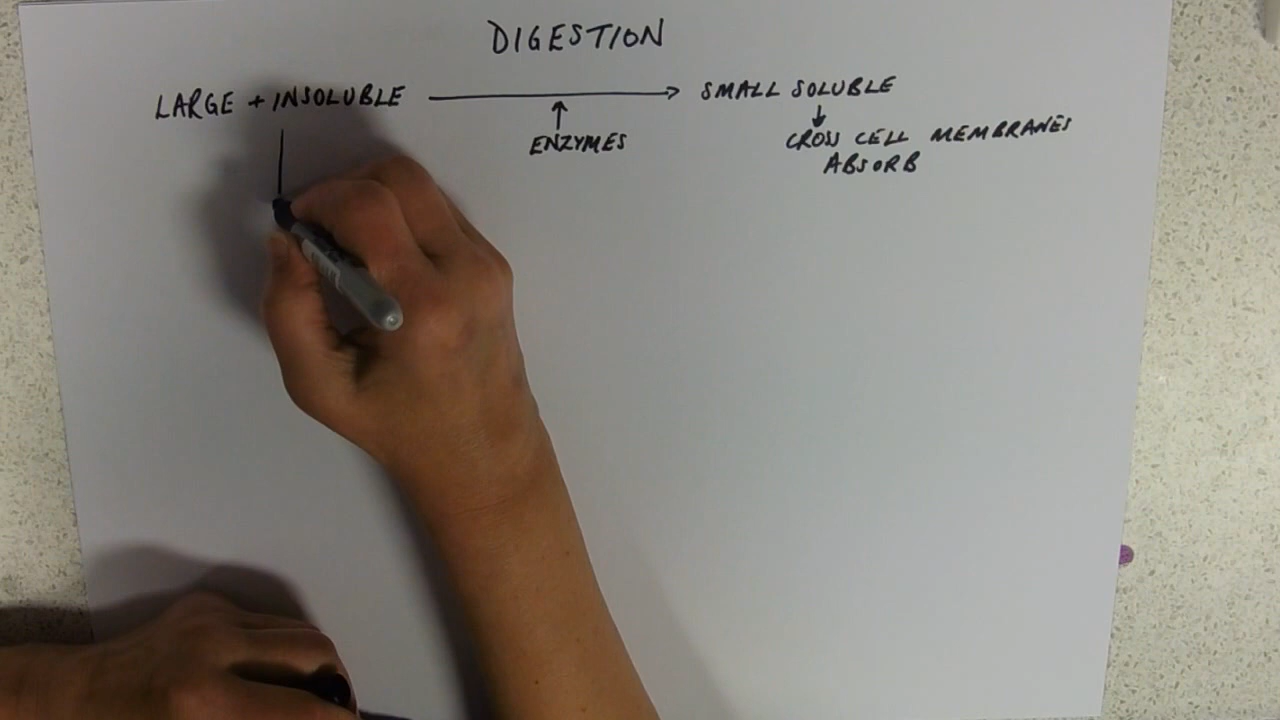 DIGESTION
LARGE + INSOLUBLE → SMALL SOLUBLE
↑ ENZYMES
↓
CROSS CELL MEMBRANES
ABSORB